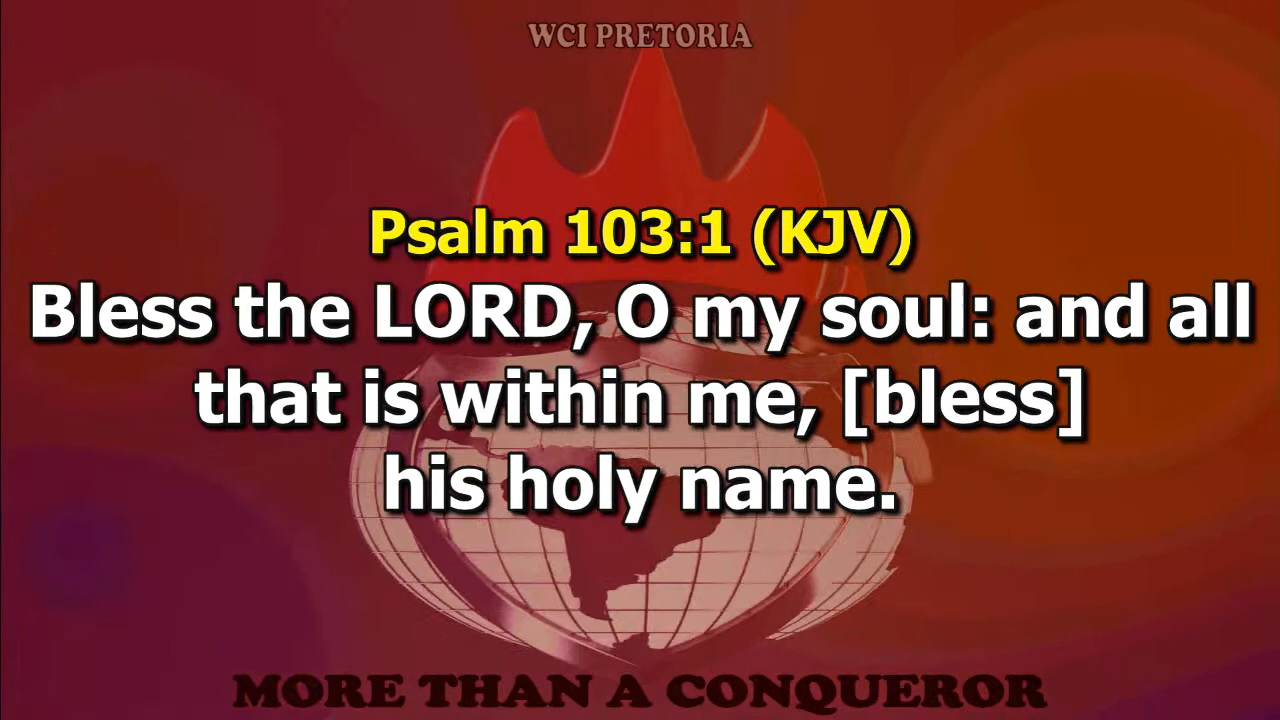 WCI PRETORIA
Psalm 103:1 (KJV)
Bless the LORD, O my soul: and all
that is within me, [bless]
his holy name.
MORE THAN A CONQUEROR